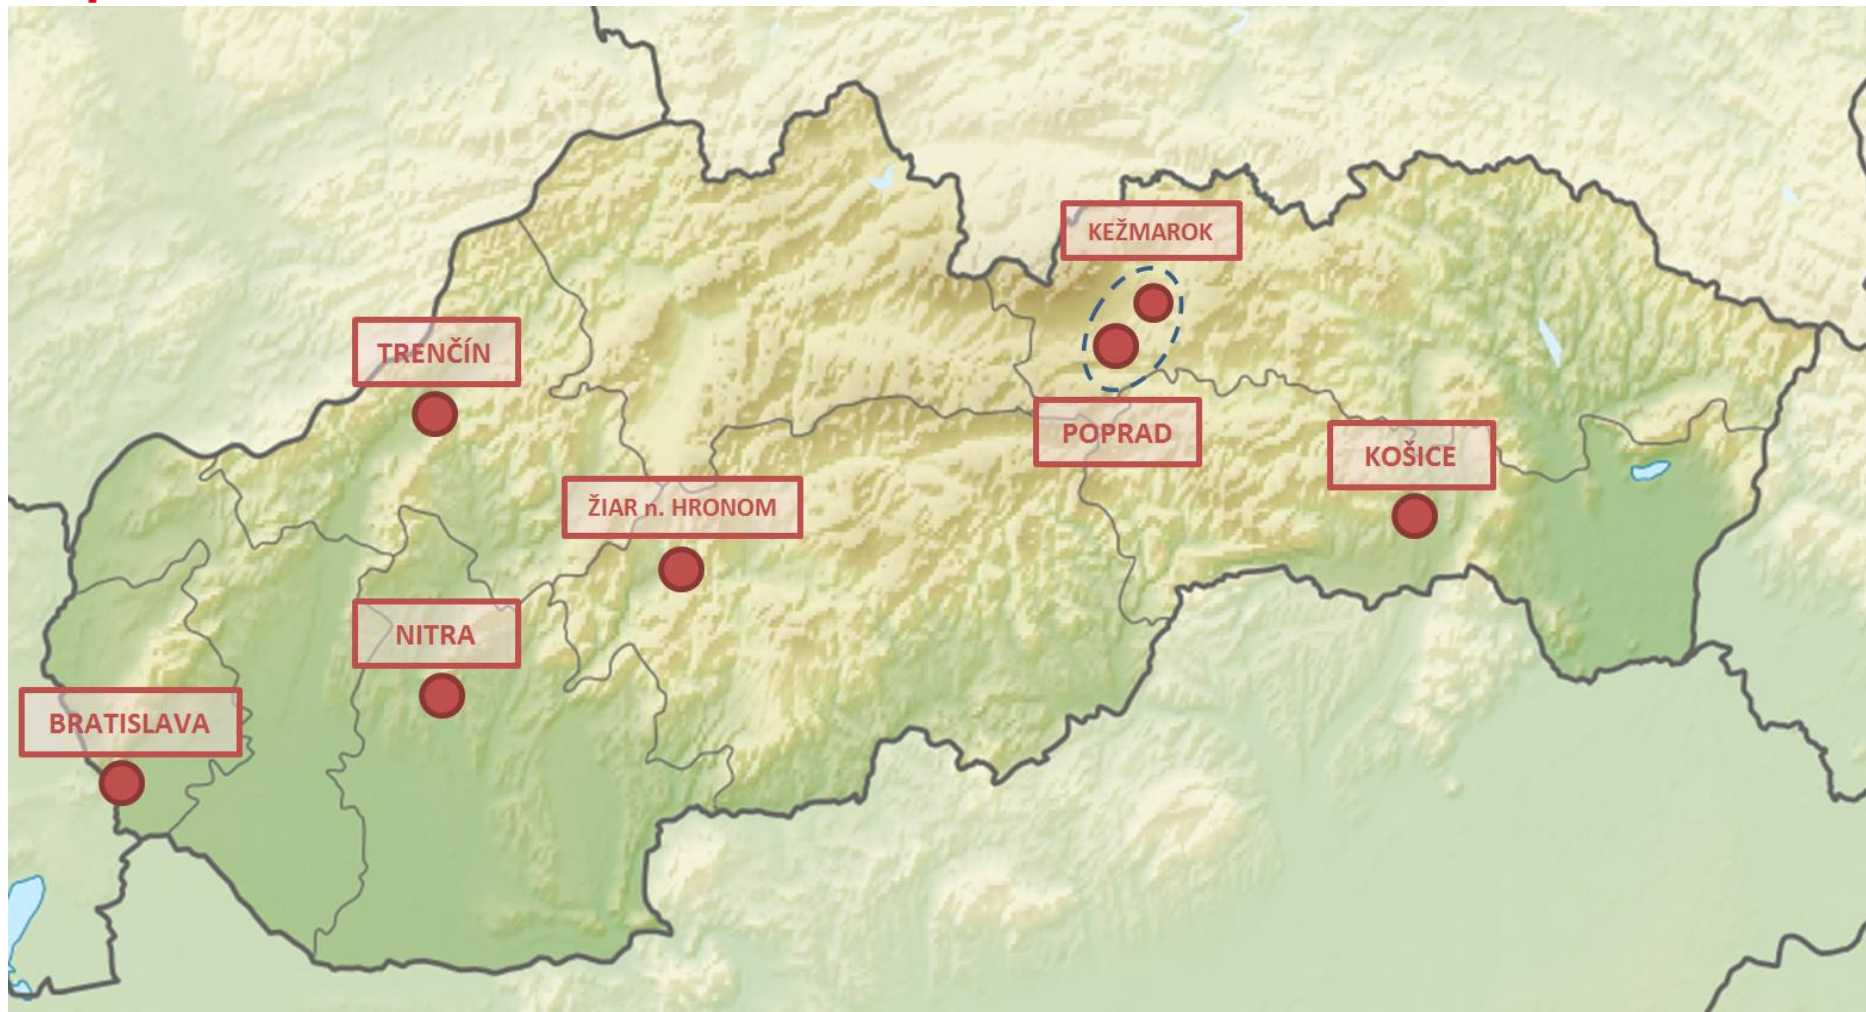 KEŽMAROK
TRENČÍN
POPRAD
KOŠICE
ŽIAR n. HRONOM
NITRA
BRATISLAVA